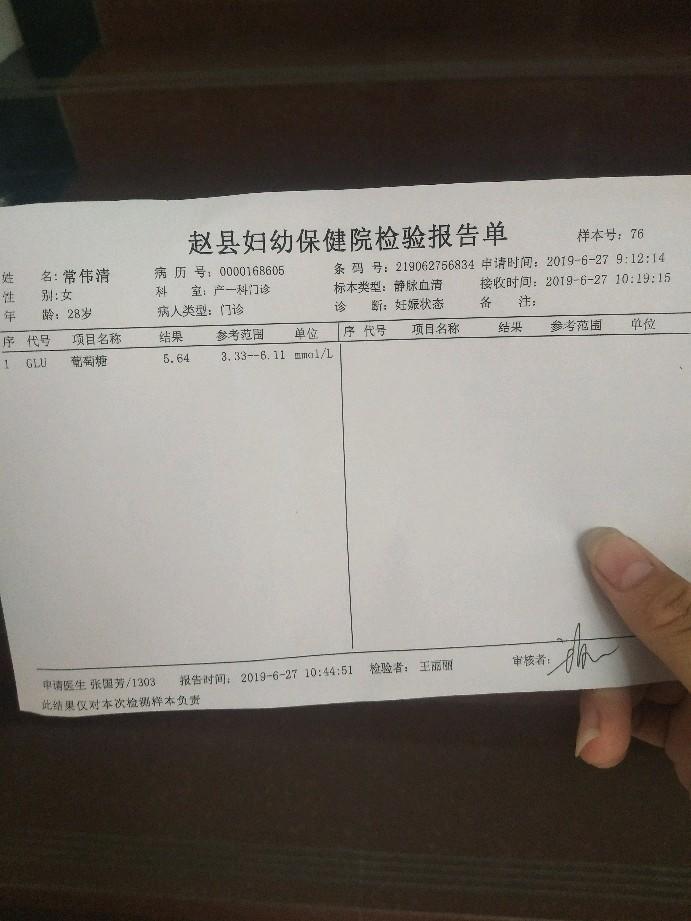 赵县妇幼保健院检验报告单
样本号: 76
姓 名: 常伟清 病 历 号: 0000168605 条 码 号: 219062756834 申请时间: 2019-6-27 9:12:14
性 别: 女 科 室: 产一科门诊 标本类型: 静脉血清 接收时间: 2019-6-27 10:19:15
年 龄: 28岁 病人类型: 门诊 诊 断: 妊娠状态 备 注:
序 代号 项目名称 结果 参考范围 单位 序 代号 项目名称 结果 参考范围 单位
1 GLU 葡萄糖 5.64 3.33--6.11 mmol/L
申请医生 张国芳/1303 报告时间: 2019-6-27 10:44:51 检验者: 王丽丽 审核者:
此结果仅对本次检测样本负责